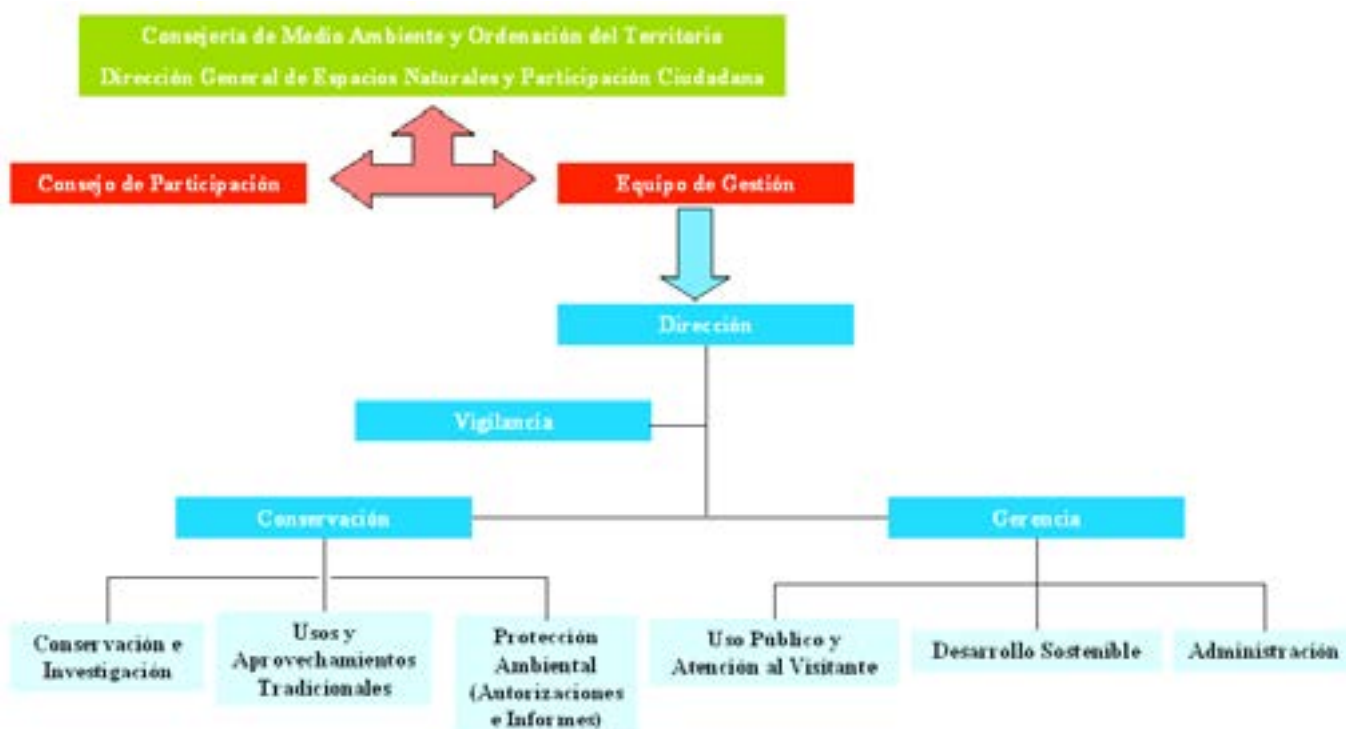 Consejería de Medio Ambiente y Ordenación del Territorio
Dirección General de Espacios Naturales y Participación Ciudadana
Consejo de Participación
Equipo de Gestión
Dirección
Vigilancia
Conservación
Gerencia
Conservación e
Investigación
Usos y
Aprovechamientos
Tradicionales
Protección
Ambiental
(Autorizaciones
e Informes)
Uso Público y
Atención al Visitante
Desarrollo Sostenible
Administración